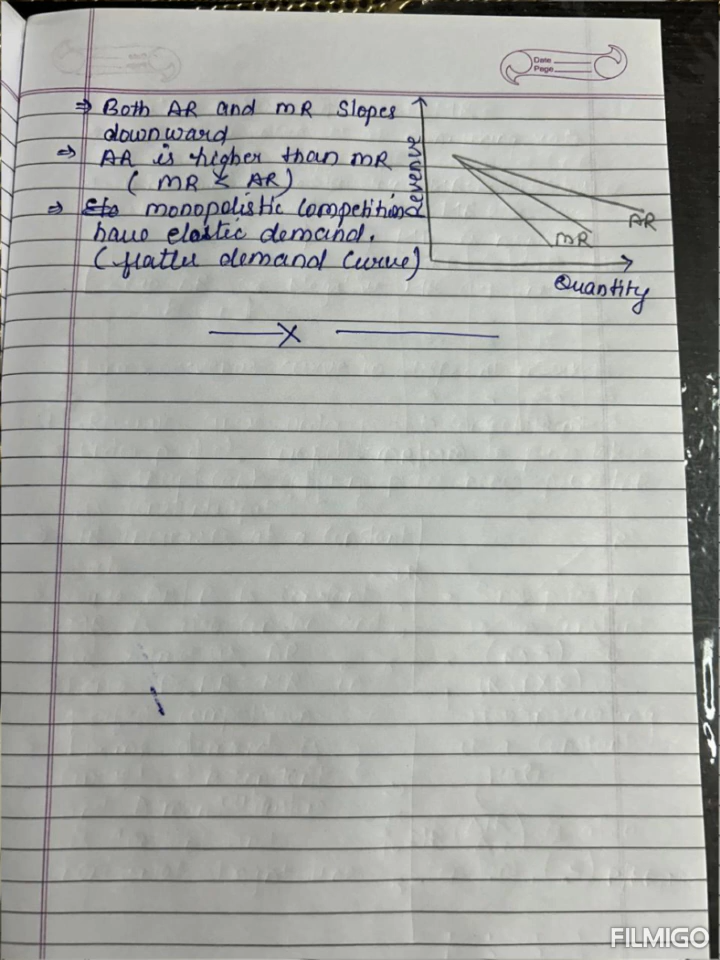 Date
Page
⇒ Both AR and MR Slopes
downward
⇒ AR is higher than MR
( MR < AR )
⇒ monopolistic Competition
have elastic demand.
(flatter demand Curve)
Revenue
AR
MR
Quantity
FILMIGO